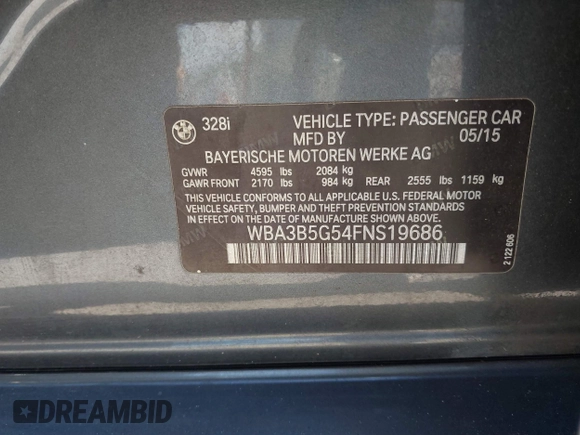 BMW
328i
VEHICLE TYPE: PASSENGER CAR
MFD BY 05/15
BAYERISCHE MOTOREN WERKE AG
GVWR 4595 lbs 2084 kg
GAWR FRONT 2170 lbs 984 kg REAR 2555 lbs 1159 kg
THIS VEHICLE CONFORMS TO ALL APPLICABLE U.S. FEDERAL MOTOR
VEHICLE SAFETY, BUMPER AND THEFT PREVENTION STANDARDS
IN EFFECT ON THE DATE OF MANUFACTURE SHOWN ABOVE.
WBA3B5G54FNS19686
2 122 606
DREAMBID